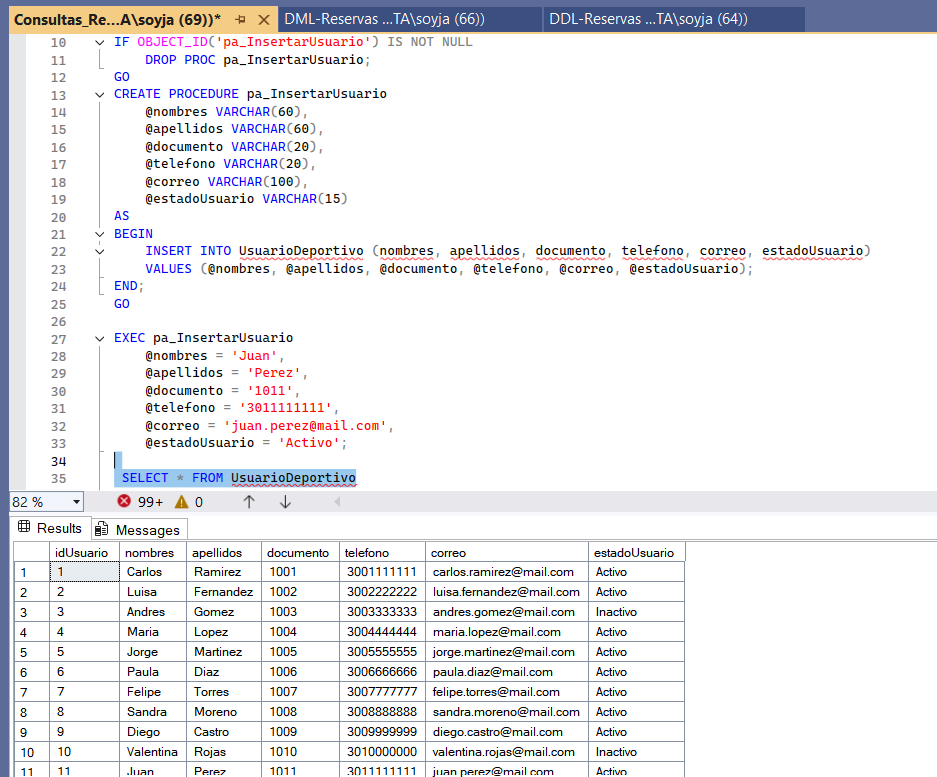 Consultas_Re...A\soyja (69))* DML-Reservas ...TA\soyja (66)) DDL-Reservas ...TA\soyja (64))
10 IF OBJECT_ID('pa_InsertarUsuario') IS NOT NULL
11 DROP PROC pa_InsertarUsuario;
12 GO
13 CREATE PROCEDURE pa_InsertarUsuario
14 @nombres VARCHAR(60),
15 @apellidos VARCHAR(60),
16 @documento VARCHAR(20),
17 @telefono VARCHAR(20),
18 @correo VARCHAR(100),
19 @estadoUsuario VARCHAR(15)
20 AS
21 BEGIN
22 INSERT INTO UsuarioDeportivo (nombres, apellidos, documento, telefono, correo, estadoUsuario)
23 VALUES (@nombres, @apellidos, @documento, @telefono, @correo, @estadoUsuario);
24 END;
25 GO
26
27 EXEC pa_InsertarUsuario
28 @nombres = 'Juan',
29 @apellidos = 'Perez',
30 @documento = '1011',
31 @telefono = '3011111111',
32 @correo = 'juan.perez@mail.com',
33 @estadoUsuario = 'Activo';
34
35 SELECT * FROM UsuarioDeportivo
82 % 99+ 0
Results Messages
idUsuario nombres apellidos documento telefono correo estadoUsuario
1 1 Carlos Ramirez 1001 3001111111 carlos.ramirez@mail.com Activo
2 2 Luisa Fernandez 1002 3002222222 luisa.fernandez@mail.com Activo
3 3 Andres Gomez 1003 3003333333 andres.gomez@mail.com Inactivo
4 4 Maria Lopez 1004 3004444444 maria.lopez@mail.com Activo
5 5 Jorge Martinez 1005 3005555555 jorge.martinez@mail.com Activo
6 6 Paula Diaz 1006 3006666666 paula.diaz@mail.com Activo
7 7 Felipe Torres 1007 3007777777 felipe.torres@mail.com Activo
8 8 Sandra Moreno 1008 3008888888 sandra.moreno@mail.com Activo
9 9 Diego Castro 1009 3009999999 diego.castro@mail.com Activo
10 10 Valentina Rojas 1010 3010000000 valentina.rojas@mail.com Inactivo
11 11 Juan Perez 1011 3011111111 juan.perez@mail.com Activo